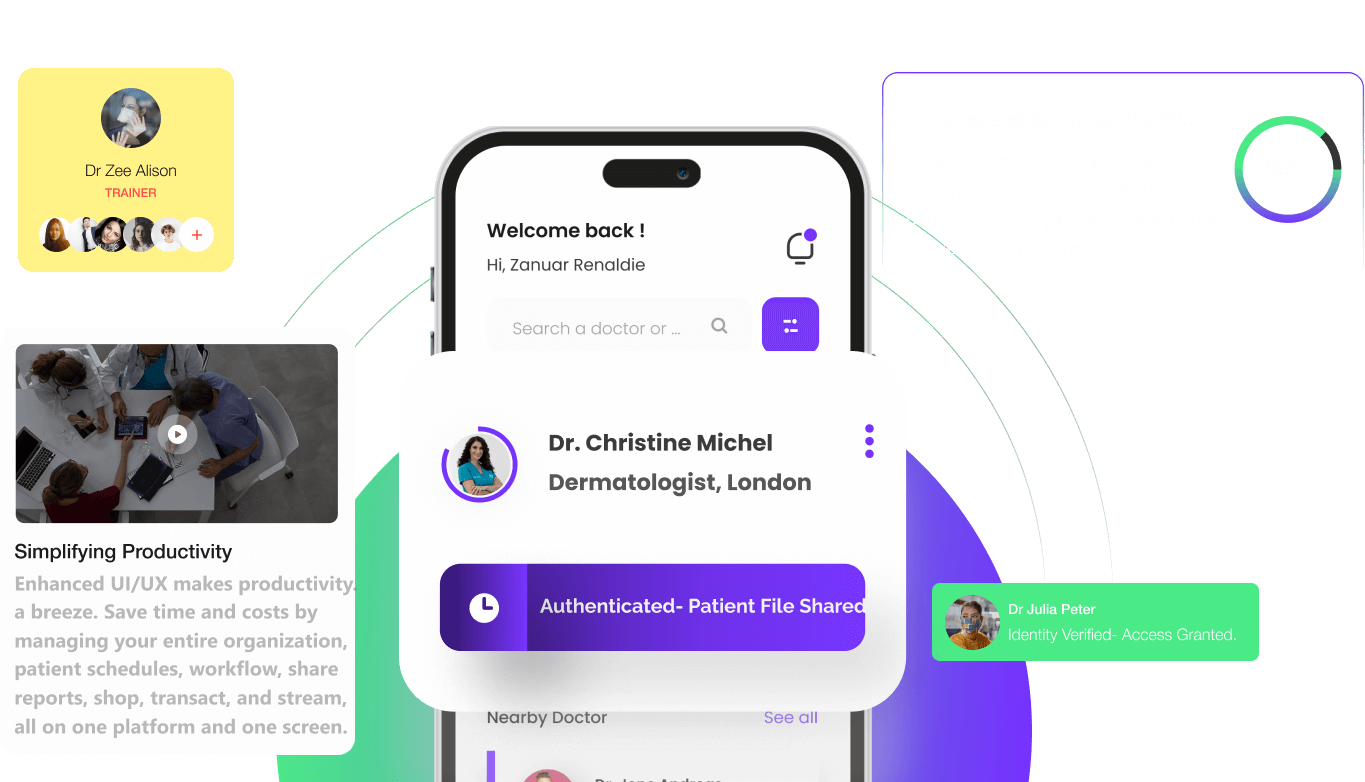 Dr Zee Alison
TRAINER
Welcome back !
Hi, Zanuar Renaldie
Search a doctor or ...
Dr. Christine Michel
Dermatologist, London
Authenticated- Patient File Shared
Simplifying Productivity
Enhanced UI/UX makes productivity.
a breeze. Save time and costs by
managing your entire organization,
patient schedules, workflow, share
reports, shop, transact, and stream,
all on one platform and one screen.
Dr Julia Peter
Identity Verified- Access Granted.
Nearby Doctor
See all